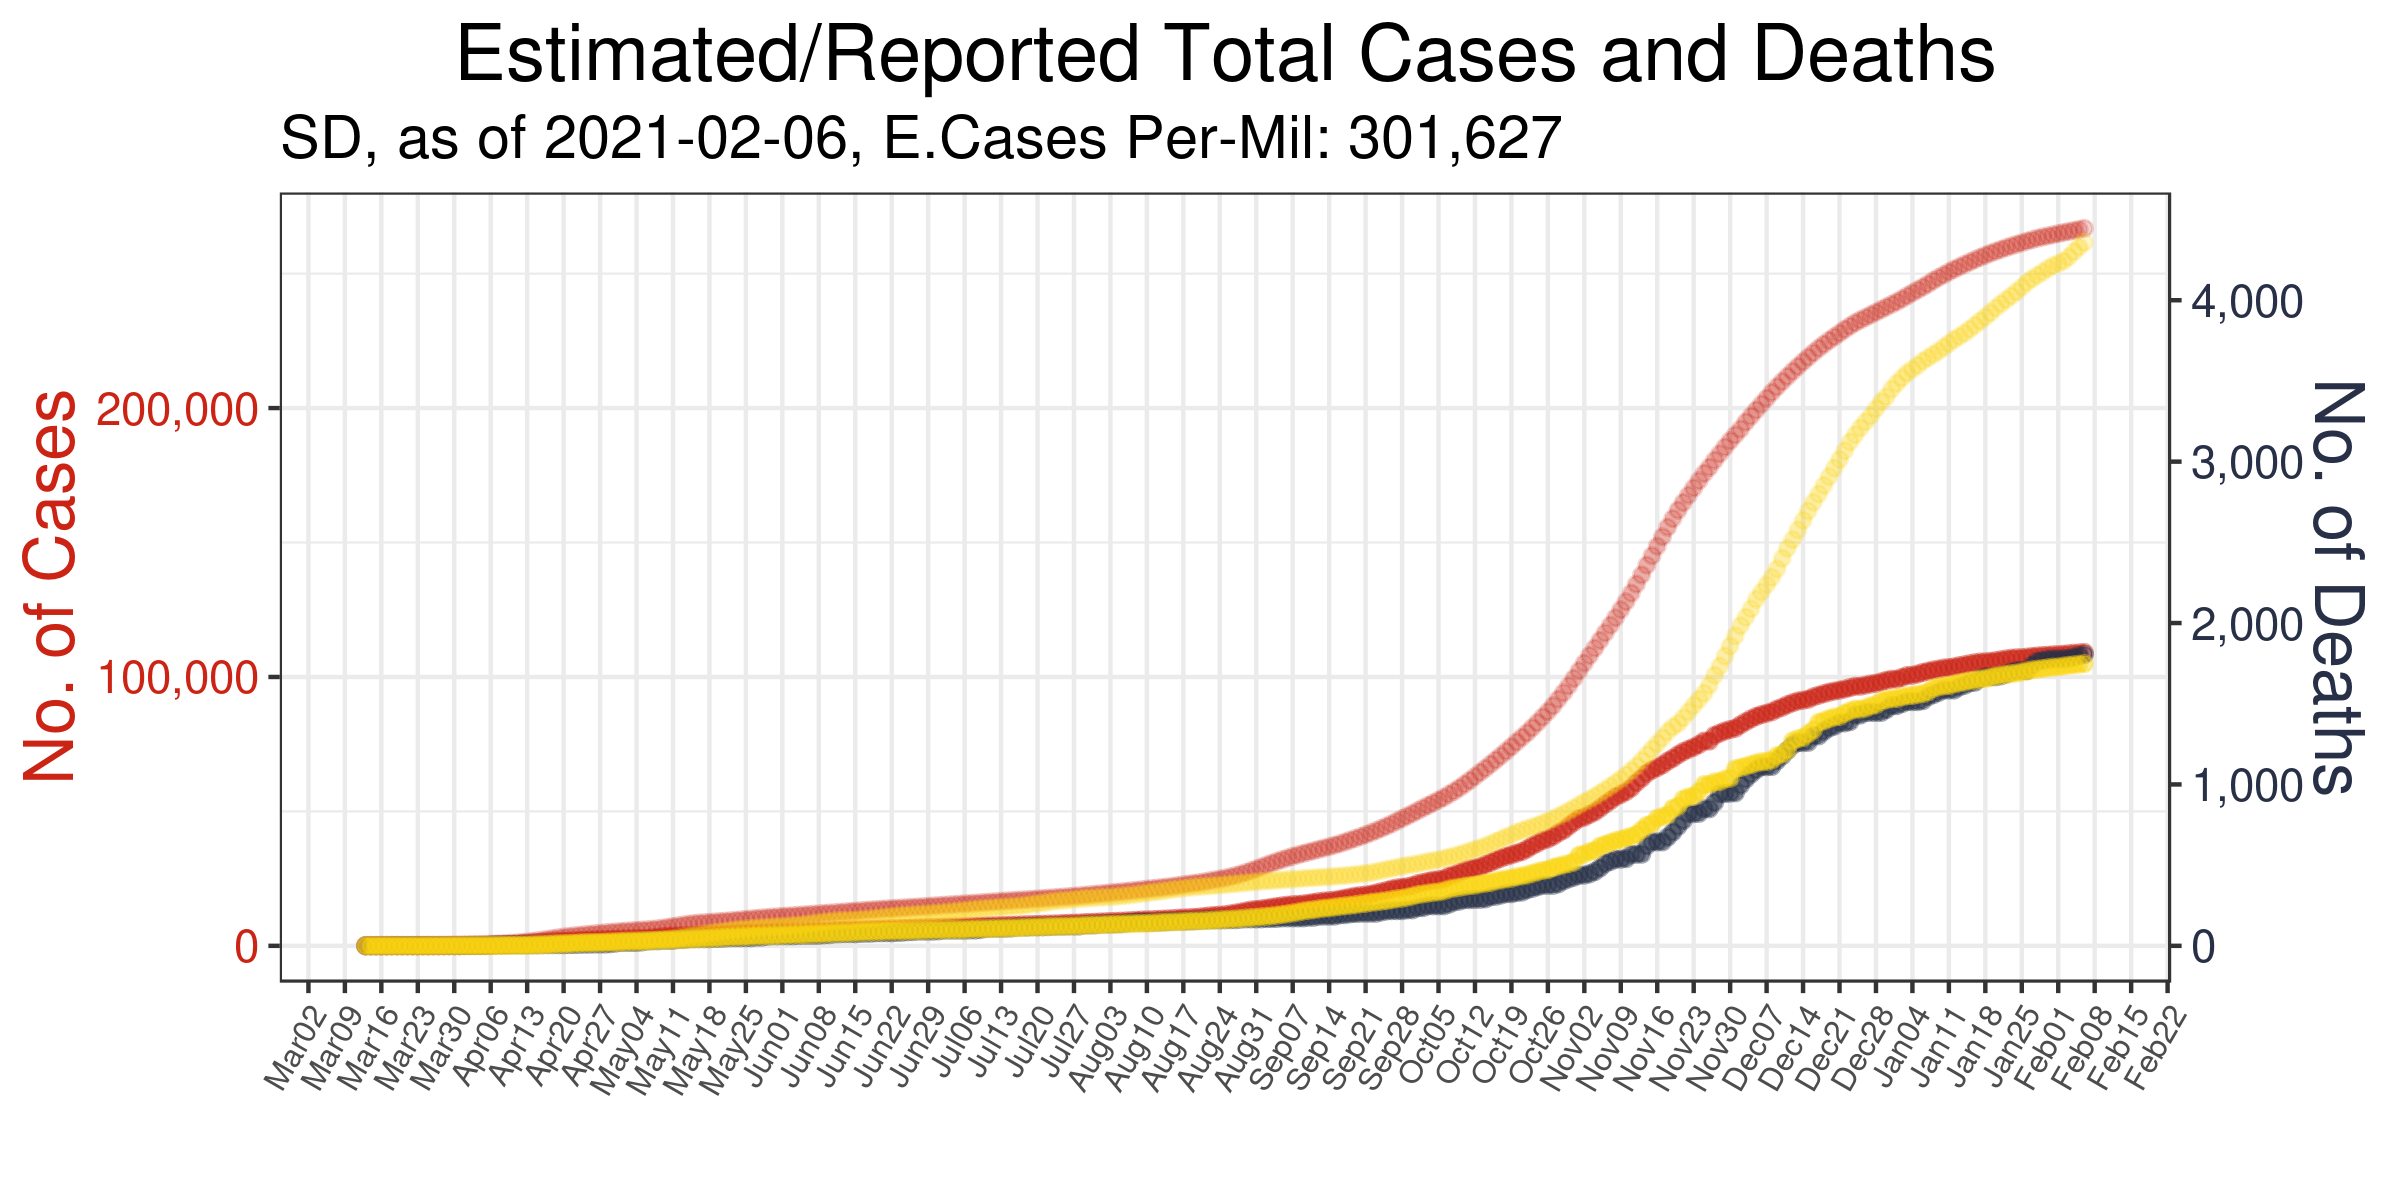 Estimated/Reported Total Cases and Deaths
SD, as of 2021-02-06, E.Cases Per-Mil: 301,627
No. of Cases
200,000
100,000
0
4,000
3,000
2,000
1,000
0
No. of Deaths
Mar02 Mar09 Mar16 Mar23 Mar30 Apr06 Apr13 Apr20 Apr27 May04 May11 May18 May25 Jun01 Jun08 Jun15 Jun22 Jun29 Jul06 Jul13 Jul20 Jul27 Aug03 Aug10 Aug17 Aug24 Aug31 Sep07 Sep14 Sep21 Sep28 Oct05 Oct12 Oct19 Oct26 Nov02 Nov09 Nov16 Nov23 Nov30 Dec07 Dec14 Dec21 Dec28 Jan04 Jan11 Jan18 Jan25 Feb01 Feb08 Feb15 Feb22